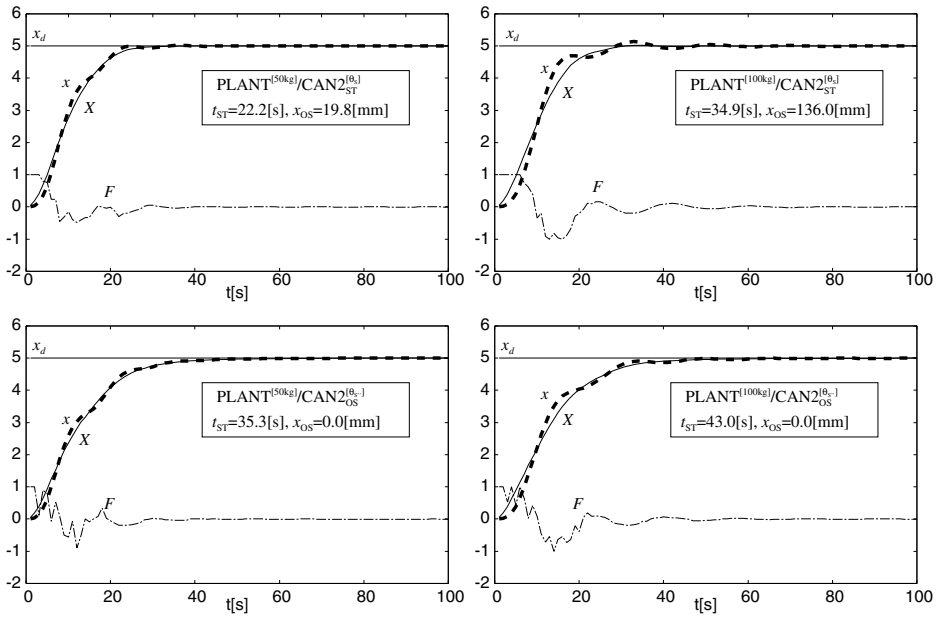 6
5
4
3
2
1
0
-1
-2
x_d
x
X
F
PLANT^[50kg]/CAN2_ST^[θ_s]
t_ST=22.2[s], x_OS=19.8[mm]
0 20 40 60 80 100
t[s]
6
5
4
3
2
1
0
-1
-2
x_d
x
X
F
PLANT^[100kg]/CAN2_ST^[θ_s]
t_ST=34.9[s], x_OS=136.0[mm]
0 20 40 60 80 100
t[s]
6
5
4
3
2
1
0
-1
-2
x_d
x
X
F
PLANT^[50kg]/CAN2_OS^[θ_s-]
t_ST=35.3[s], x_OS=0.0[mm]
0 20 40 60 80 100
t[s]
6
5
4
3
2
1
0
-1
-2
x_d
x
X
F
PLANT^[100kg]/CAN2_OS^[θ_s-]
t_ST=43.0[s], x_OS=0.0[mm]
0 20 40 60 80 100
t[s]